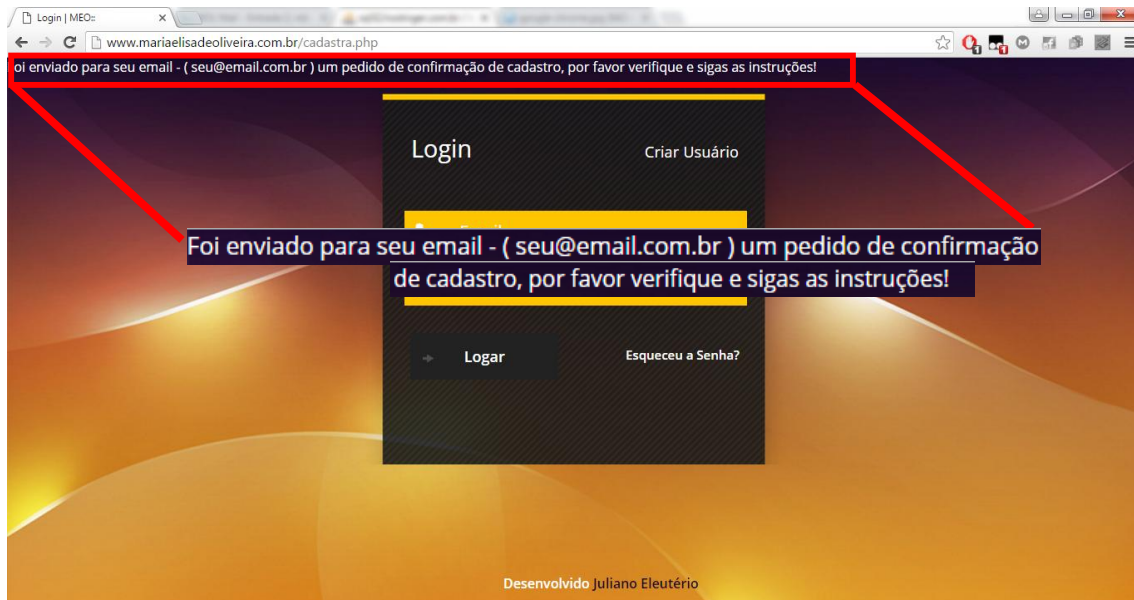 Login | MEO::
www.mariaelisadeoliveira.com.br/cadastra.php
oi enviado para seu email - ( seu@email.com.br ) um pedido de confirmação de cadastro, por favor verifique e sigas as instruções!
Login
Criar Usuário
Foi enviado para seu email - ( seu@email.com.br ) um pedido de confirmação
de cadastro, por favor verifique e sigas as instruções!
Logar
Esqueceu a Senha?
Desenvolvido Juliano Eleutério